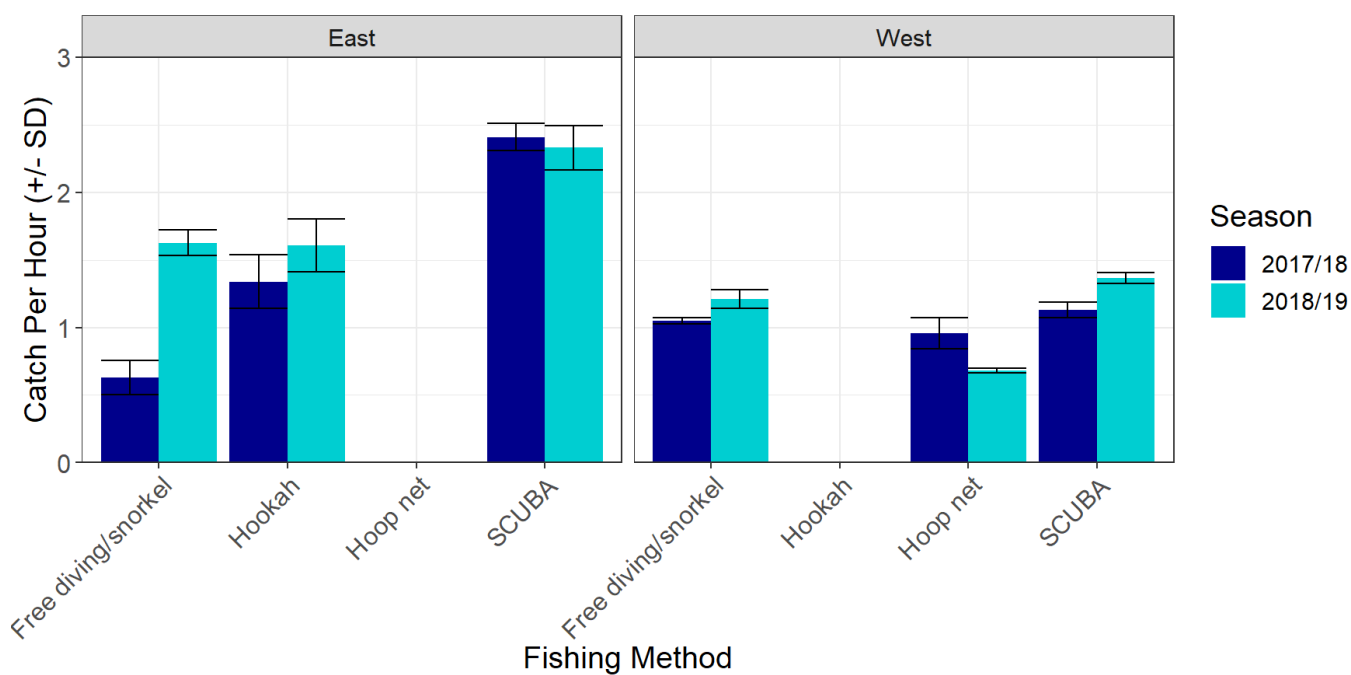 East
West
Catch Per Hour (+/- SD)
3
2
1
0
Free diving/snorkel
Hookah
Hoop net
SCUBA
Free diving/snorkel
Hookah
Hoop net
SCUBA
Fishing Method
Season
2017/18
2018/19